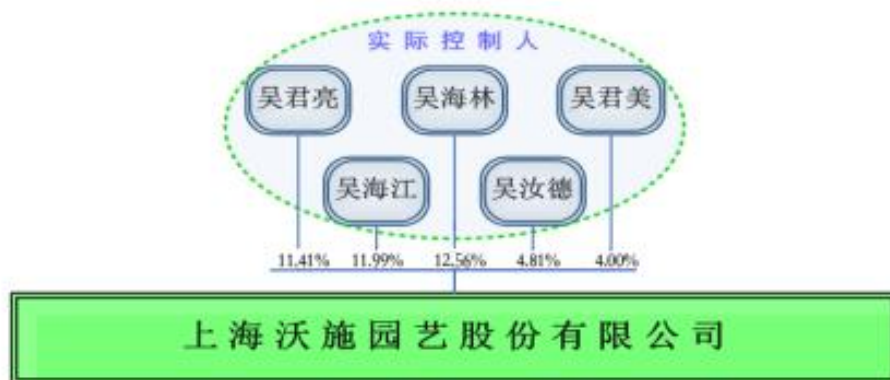 实际控制人
吴君亮 吴海林 吴君美
吴海江 吴汝德
11.41% 11.99% 12.56% 4.81% 4.00%
上海沃施园艺股份有限公司